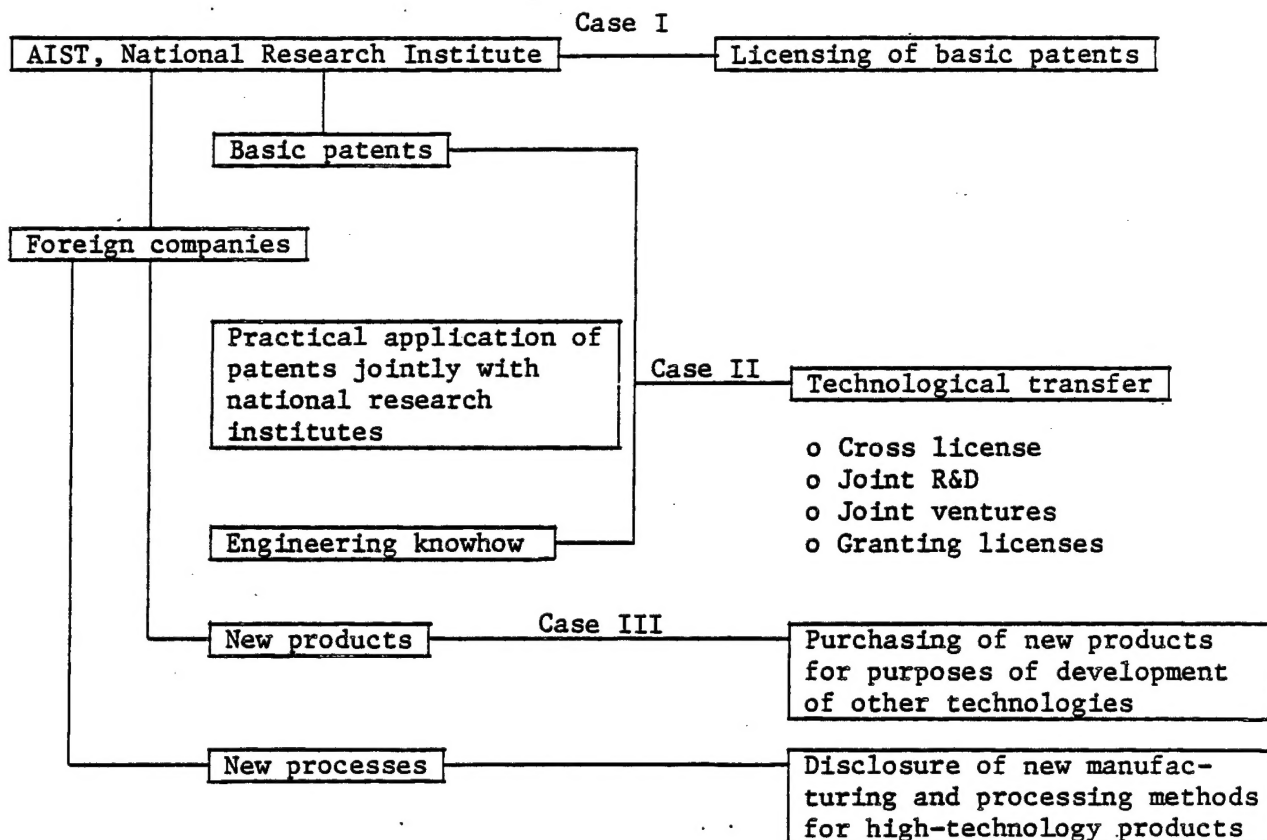 Case I
AIST, National Research Institute
Licensing of basic patents
Basic patents
Foreign companies
Practical application of
patents jointly with
national research
institutes
Case II
Technological transfer
o Cross license
o Joint R&D
o Joint ventures
o Granting licenses
Engineering knowhow
New products
Case III
Purchasing of new products
for purposes of development
of other technologies
New processes
Disclosure of new manufac-
turing and processing methods
for high-technology products